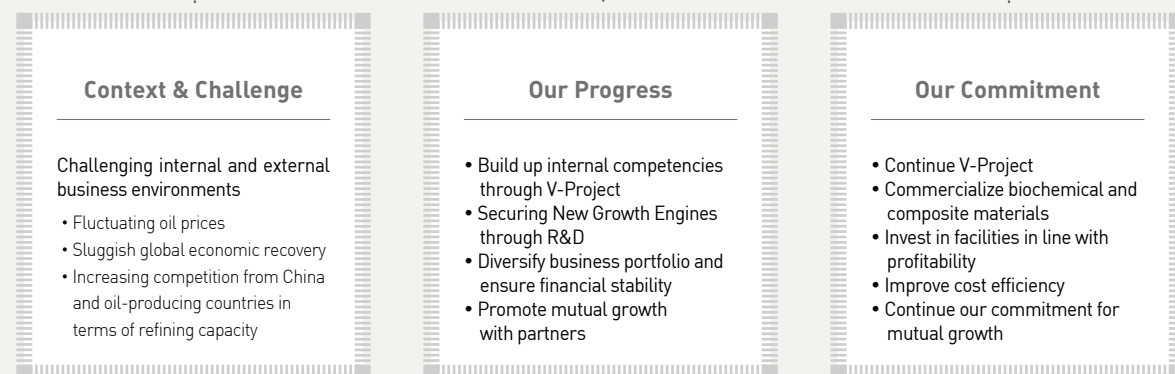 Context & Challenge
Challenging internal and external
business environments
• Fluctuating oil prices
• Sluggish global economic recovery
• Increasing competition from China
and oil-producing countries in
terms of refining capacity
Our Progress
• Build up internal competencies
through V-Project
• Securing New Growth Engines
through R&D
• Diversify business portfolio and
ensure financial stability
• Promote mutual growth
with partners
Our Commitment
• Continue V-Project
• Commercialize biochemical and
composite materials
• Invest in facilities in line with
profitability
• Improve cost efficiency
• Continue our commitment for
mutual growth